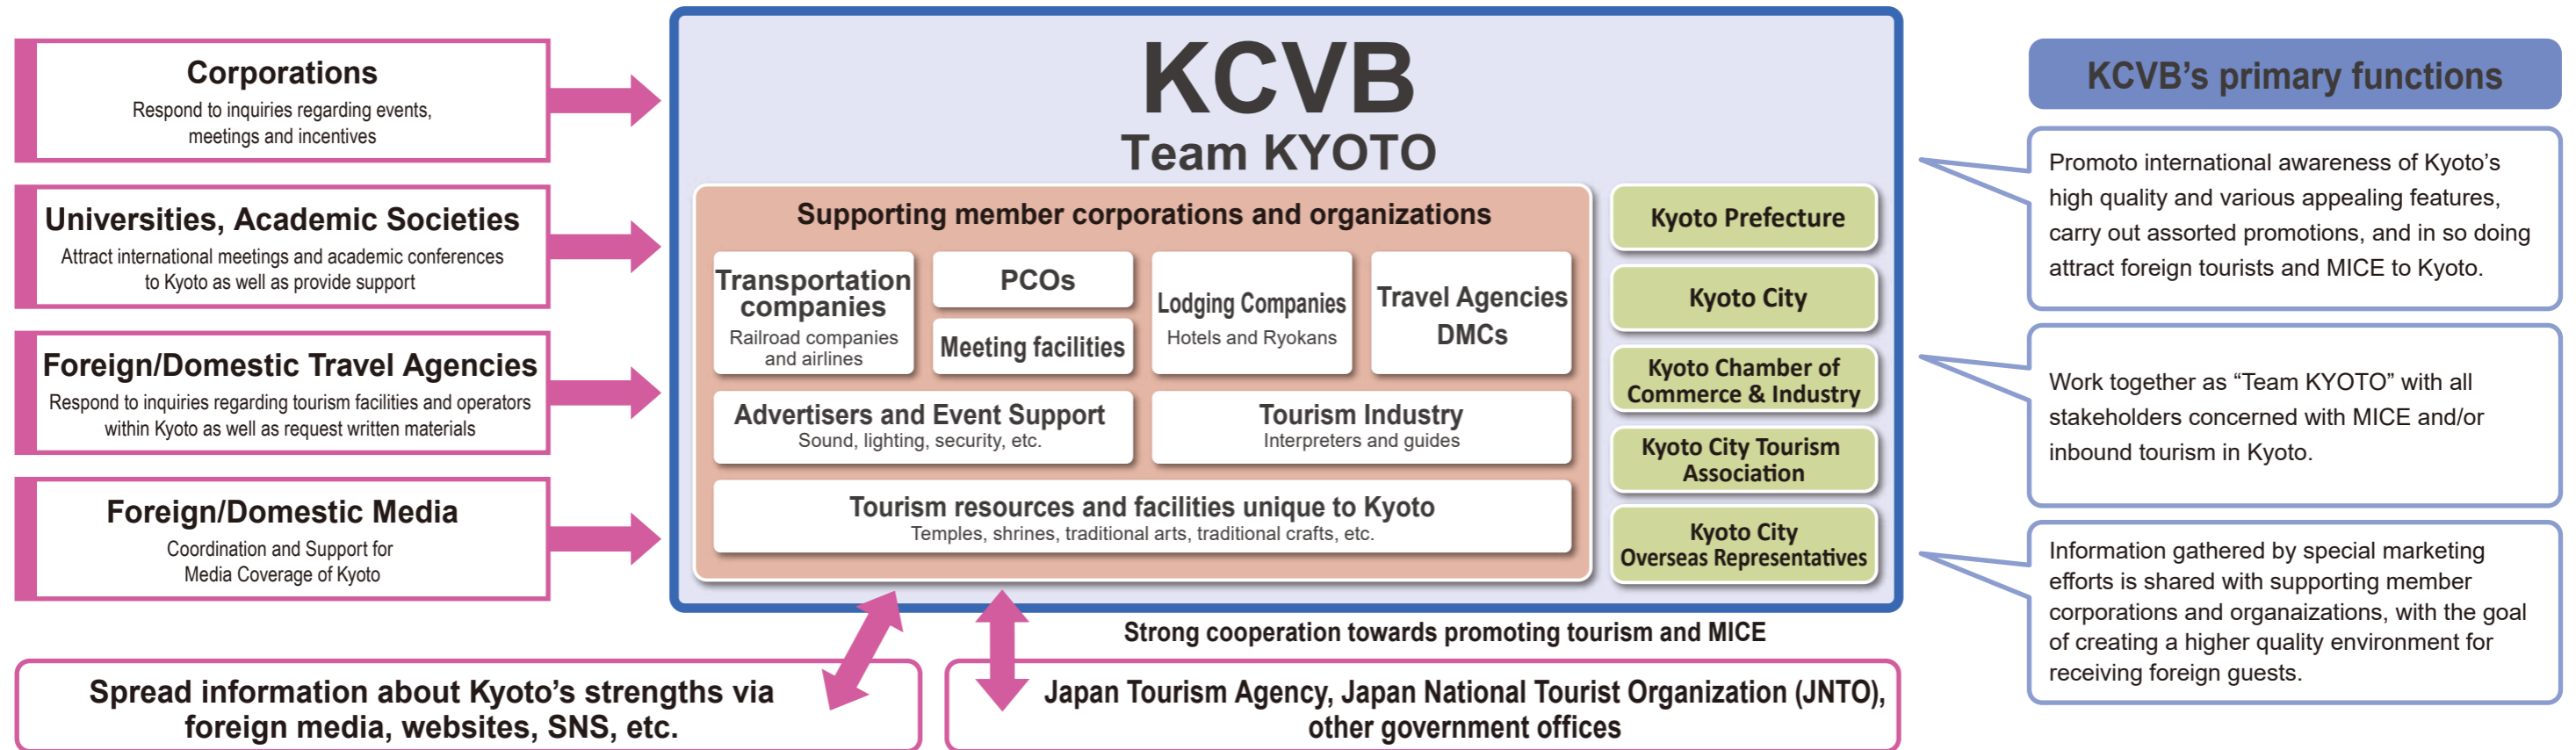 Corporations
Respond to inquiries regarding events,
meetings and incentives
Universities, Academic Societies
Attract international meetings and academic conferences
to Kyoto as well as provide support
Foreign/Domestic Travel Agencies
Respond to inquiries regarding tourism facilities and operators
within Kyoto as well as request written materials
Foreign/Domestic Media
Coordination and Support for
Media Coverage of Kyoto
KCVB
Team KYOTO
Supporting member corporations and organizations
Transportation
companies
Railroad companies
and airlines
PCOs
Meeting facilities
Lodging Companies
Hotels and Ryokans
Travel Agencies
DMCs
Advertisers and Event Support
Sound, lighting, security, etc.
Tourism Industry
Interpreters and guides
Tourism resources and facilities unique to Kyoto
Temples, shrines, traditional arts, traditional crafts, etc.
Kyoto Prefecture
Kyoto City
Kyoto Chamber of
Commerce & Industry
Kyoto City Tourism
Association
Kyoto City
Overseas Representatives
Strong cooperation towards promoting tourism and MICE
Spread information about Kyoto’s strengths via
foreign media, websites, SNS, etc.
Japan Tourism Agency, Japan National Tourist Organization (JNTO),
other government offices
KCVB’s primary functions
Promoto international awareness of Kyoto’s
high quality and various appealing features,
carry out assorted promotions, and in so doing
attract foreign tourists and MICE to Kyoto.
Work together as “Team KYOTO” with all
stakeholders concerned with MICE and/or
inbound tourism in Kyoto.
Information gathered by special marketing
efforts is shared with supporting member
corporations and organaizations, with the goal
of creating a higher quality environment for
receiving foreign guests.